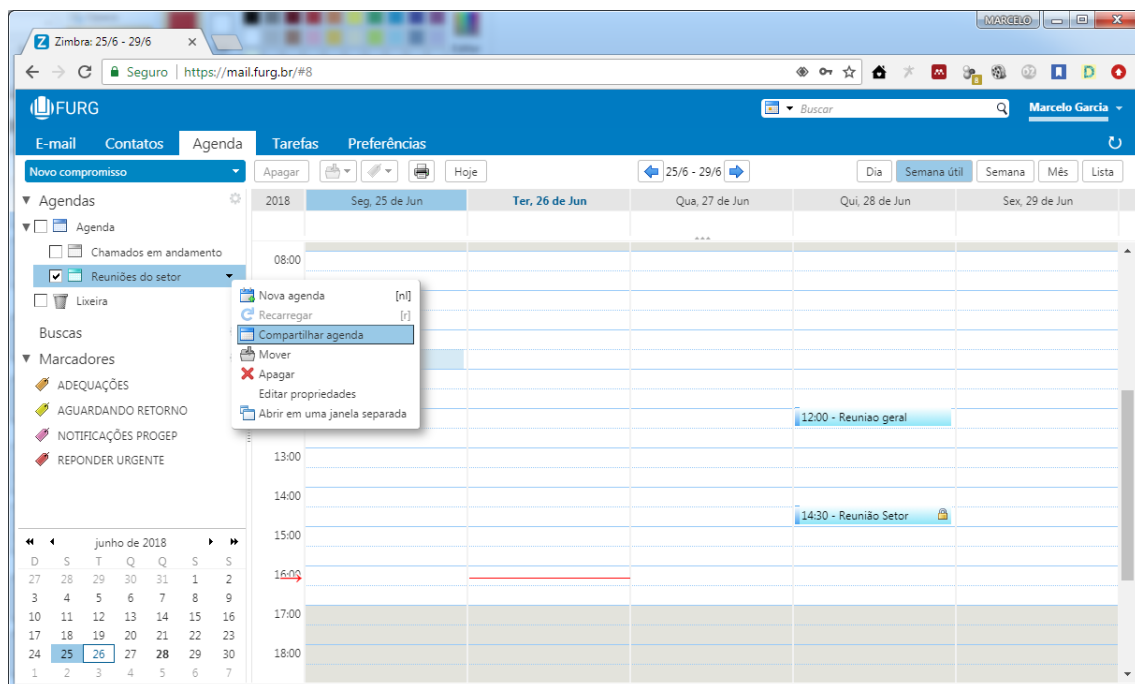 MARCELO
Zimbra: 25/6 - 29/6
Seguro | https://mail.furg.br/#8
FURG
Buscar
Marcelo Garcia
E-mail Contatos Agenda Tarefas Preferências
Novo compromisso Apagar Hoje 25/6 - 29/6 Dia Semana útil Semana Mês Lista
Agendas
2018 Seg, 25 de Jun Ter, 26 de Jun Qua, 27 de Jun Qui, 28 de Jun Sex, 29 de Jun
Agenda
Chamados em andamento
Reuniões do setor
Lixeira
Buscas
Marcadores
ADEQUAÇÕES
AGUARDANDO RETORNO
NOTIFICAÇÕES PROGEP
REPONDER URGENTE
Nova agenda [nl]
Recarregar [r]
Compartilhar agenda
Mover
Apagar
Editar propriedades
Abrir em uma janela separada
08:00
12:00 - Reuniao geral
13:00
14:00
14:30 - Reunião Setor
15:00
16:00
17:00
18:00
junho de 2018
D S T Q Q S S
27 28 29 30 31 1 2
3 4 5 6 7 8 9
10 11 12 13 14 15 16
17 18 19 20 21 22 23
24 25 26 27 28 29 30
1 2 3 4 5 6 7